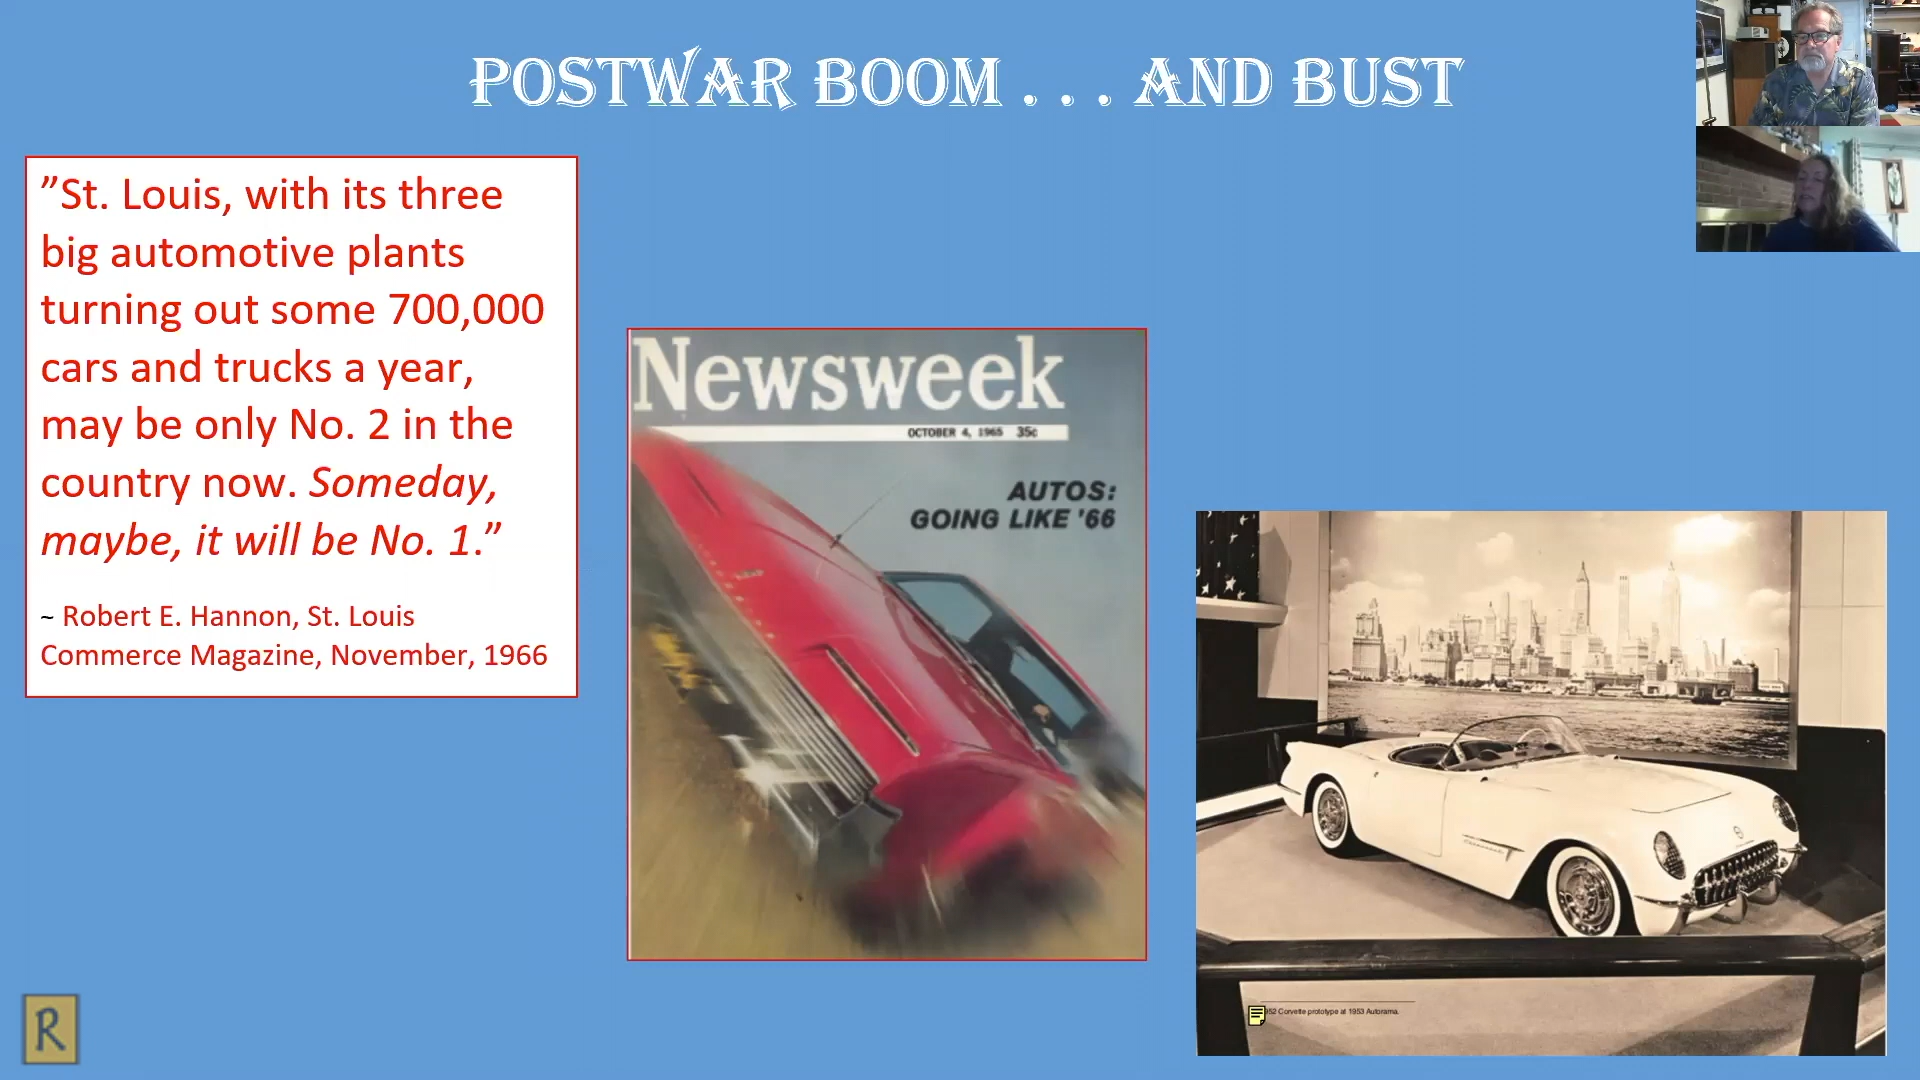 POSTWAR BOOM . . . AND BUST
”St. Louis, with its three
big automotive plants
turning out some 700,000
cars and trucks a year,
may be only No. 2 in the
country now. Someday,
maybe, it will be No. 1.”
~ Robert E. Hannon, St. Louis
Commerce Magazine, November, 1966
Newsweek
OCTOBER 4, 1965 35c
AUTOS:
GOING LIKE '66
Corvette prototype at 1953 Autorama.
R